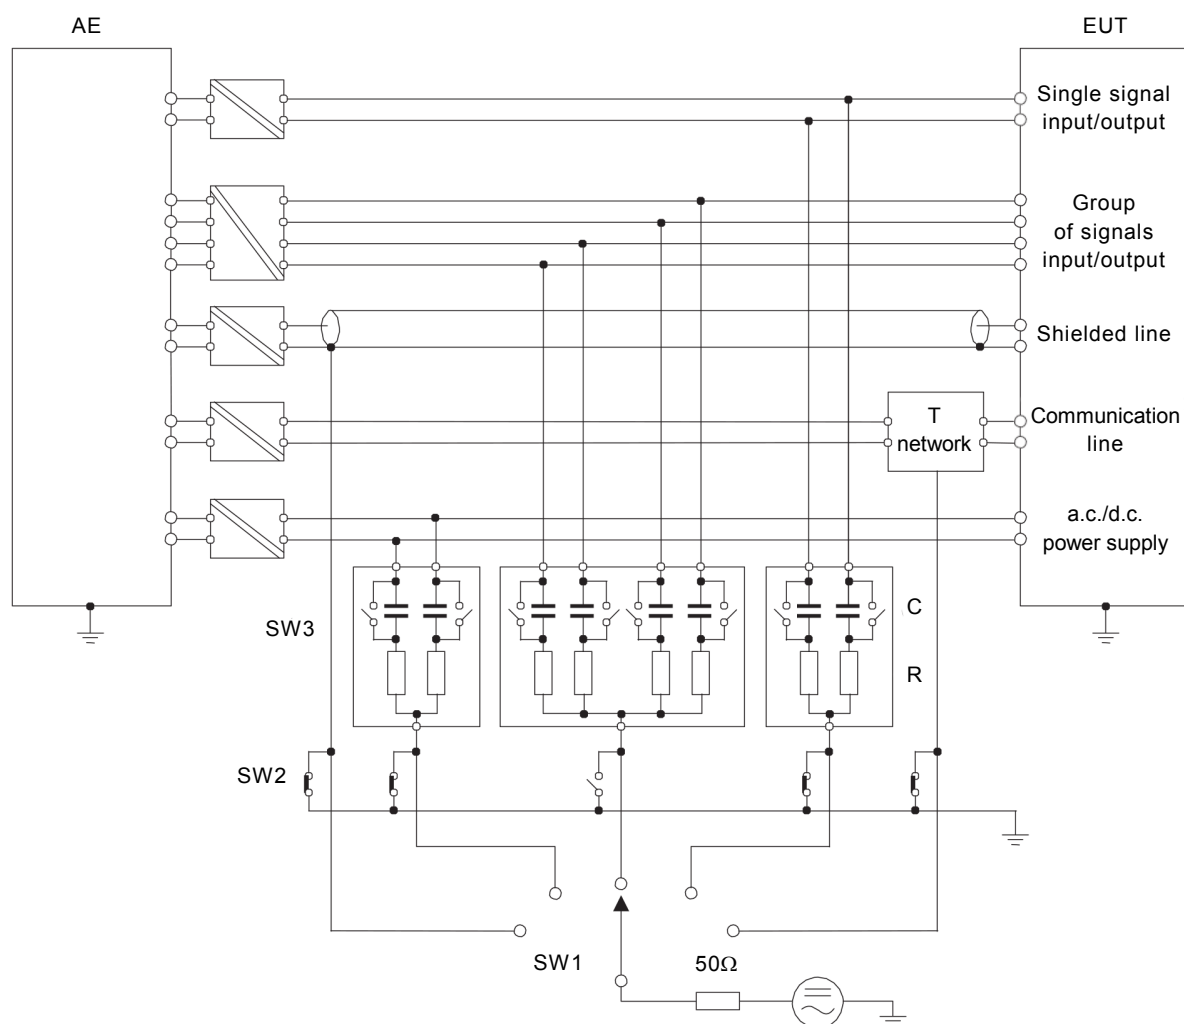 AE
EUT
Single signal
input/output
Group
of signals
input/output
Shielded line
T
network
Communication
line
a.c./d.c.
power supply
C
SW3
R
SW2
SW1
50Ω